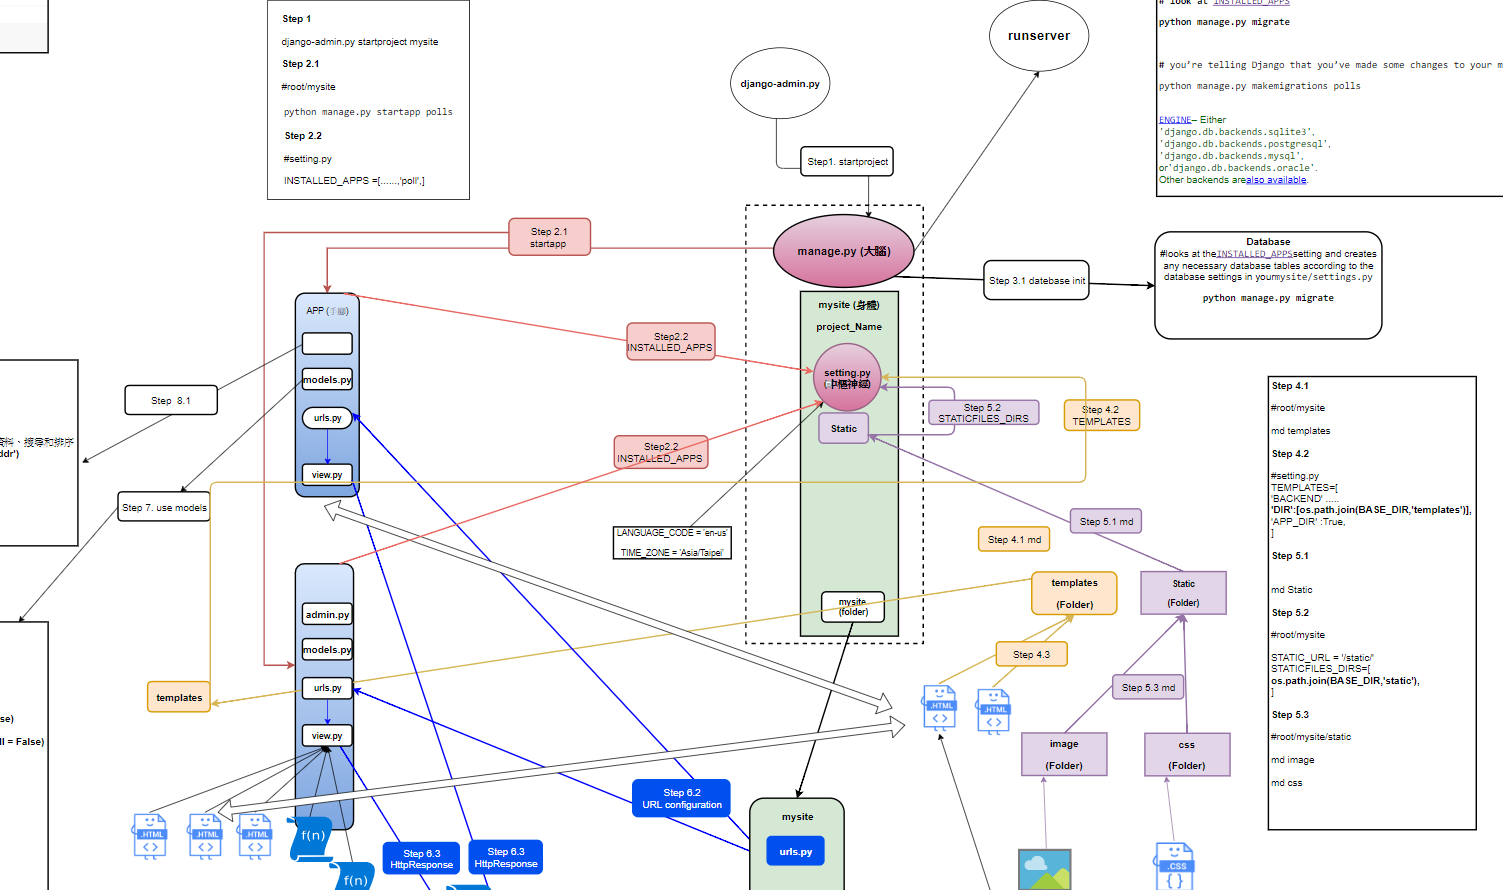 Step 1
django-admin.py startproject mysite
Step 2.1
#root/mysite
python manage.py startapp polls
Step 2.2
#setting.py
INSTALLED_APPS =[......,'poll',]
django-admin.py
Step1. startproject
runserver
# look at INSTALLED_APPS
python manage.py migrate
# you’re telling Django that you’ve made some changes to your m
python manage.py makemigrations polls
ENGINE– Either
'django.db.backends.sqlite3',
'django.db.backends.postgresql',
'django.db.backends.mysql',
or'django.db.backends.oracle'.
Other backends arealso available.
Step 2.1
startapp
manage.py (大腦)
Step 3.1 datebase init
Database
#looks at theINSTALLED_APPSsetting and creates
any necessary database tables according to the
database settings in yourmysite/settings.py
python manage.py migrate
APP (手腳)
models.py
urls.py
view.py
Step2.2
INSTALLED_APPS
mysite (身體)
project_Name
setting.py
(中樞神經)
Static
Step 5.2
STATICFILES_DIRS
Step 4.2
TEMPLATES
Step 8.1
資料、搜尋和排序
ddr')
Step 7. use models
Step2.2
INSTALLED_APPS
LANGUAGE_CODE = 'en-us'
TIME_ZONE = 'Asia/Taipei'
Step 5.1 md
Step 4.1 md
templates
(Folder)
Static
(Folder)
mysite
(folder)
Step 4.1
#root/mysite
md templates
Step 4.2
#setting.py
TEMPLATES=[
'BACKEND' .....
'DIR':[os.path.join(BASE_DIR,'templates')],
'APP_DIR' :True,
]
Step 5.1
md Static
Step 5.2
#root/mysite
STATIC_URL = '/static/'
STATICFILES_DIRS=[
os.path.join(BASE_DIR,'static'),
]
Step 5.3
#root/mysite/static
md image
md css
admin.py
models.py
urls.py
view.py
templates
se)
ll = False)
Step 4.3
Step 5.3 md
.HTML
.HTML
image
(Folder)
css
(Folder)
Step 6.2
URL configuration
mysite
urls.py
.HTML
.HTML
.HTML
f(n)
f(n)
Step 6.3
HttpResponse
Step 6.3
HttpResponse
.CSS